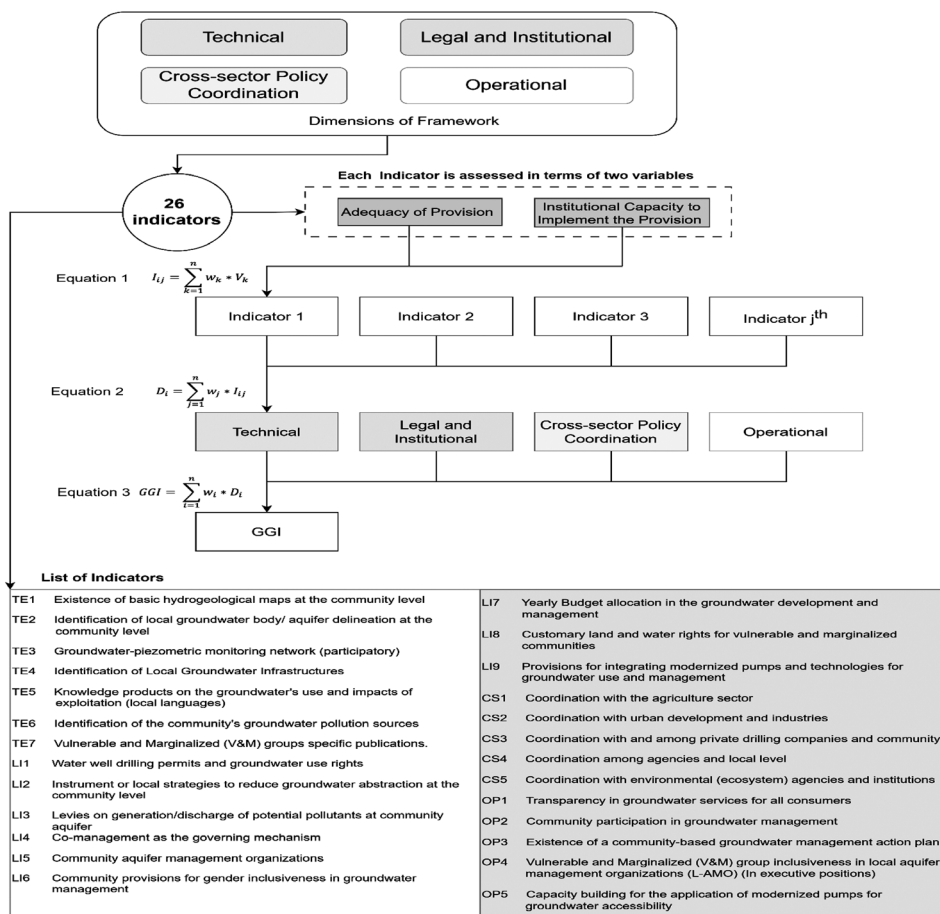 Technical
Legal and Institutional
Cross-sector Policy
Coordination
Operational
Dimensions of Framework
26
indicators
Each Indicator is assessed in terms of two variables
Adequacy of Provision
Institutional Capacity to
Implement the Provision
Equation 1 I_{ij} = \sum_{k=1}^{n} w_k * V_k
Indicator 1
Indicator 2
Indicator 3
Indicator j^{th}
Equation 2 D_i = \sum_{j=1}^{n} w_j * I_{ij}
Technical
Legal and
Institutional
Cross-sector Policy
Coordination
Operational
Equation 3 GGI = \sum_{i=1}^{n} w_i * D_i
GGI
List of Indicators
TE1 Existence of basic hydrogeological maps at the community level
TE2 Identification of local groundwater body/ aquifer delineation at the
community level
TE3 Groundwater-piezometric monitoring network (participatory)
TE4 Identification of Local Groundwater Infrastructures
TE5 Knowledge products on the groundwater's use and impacts of
exploitation (local languages)
TE6 Identification of the community's groundwater pollution sources
TE7 Vulnerable and Marginalized (V&M) groups specific publications.
LI1 Water well drilling permits and groundwater use rights
LI2 Instrument or local strategies to reduce groundwater abstraction at the
community level
LI3 Levies on generation/discharge of potential pollutants at community
aquifer
LI4 Co-management as the governing mechanism
LI5 Community aquifer management organizations
LI6 Community provisions for gender inclusiveness in groundwater
management
LI7 Yearly Budget allocation in the groundwater development and
management
LI8 Customary land and water rights for vulnerable and marginalized
communities
LI9 Provisions for integrating modernized pumps and technologies for
groundwater use and management
CS1 Coordination with the agriculture sector
CS2 Coordination with urban development and industries
CS3 Coordination with and among private drilling companies and community
CS4 Coordination among agencies and local level
CS5 Coordination with environmental (ecosystem) agencies and institutions
OP1 Transparency in groundwater services for all consumers
OP2 Community participation in groundwater management
OP3 Existence of a community-based groundwater management action plan
OP4 Vulnerable and Marginalized (V&M) group inclusiveness in local aquifer
management organizations (L-AMO) (In executive positions)
OP5 Capacity building for the application of modernized pumps for
groundwater accessibility